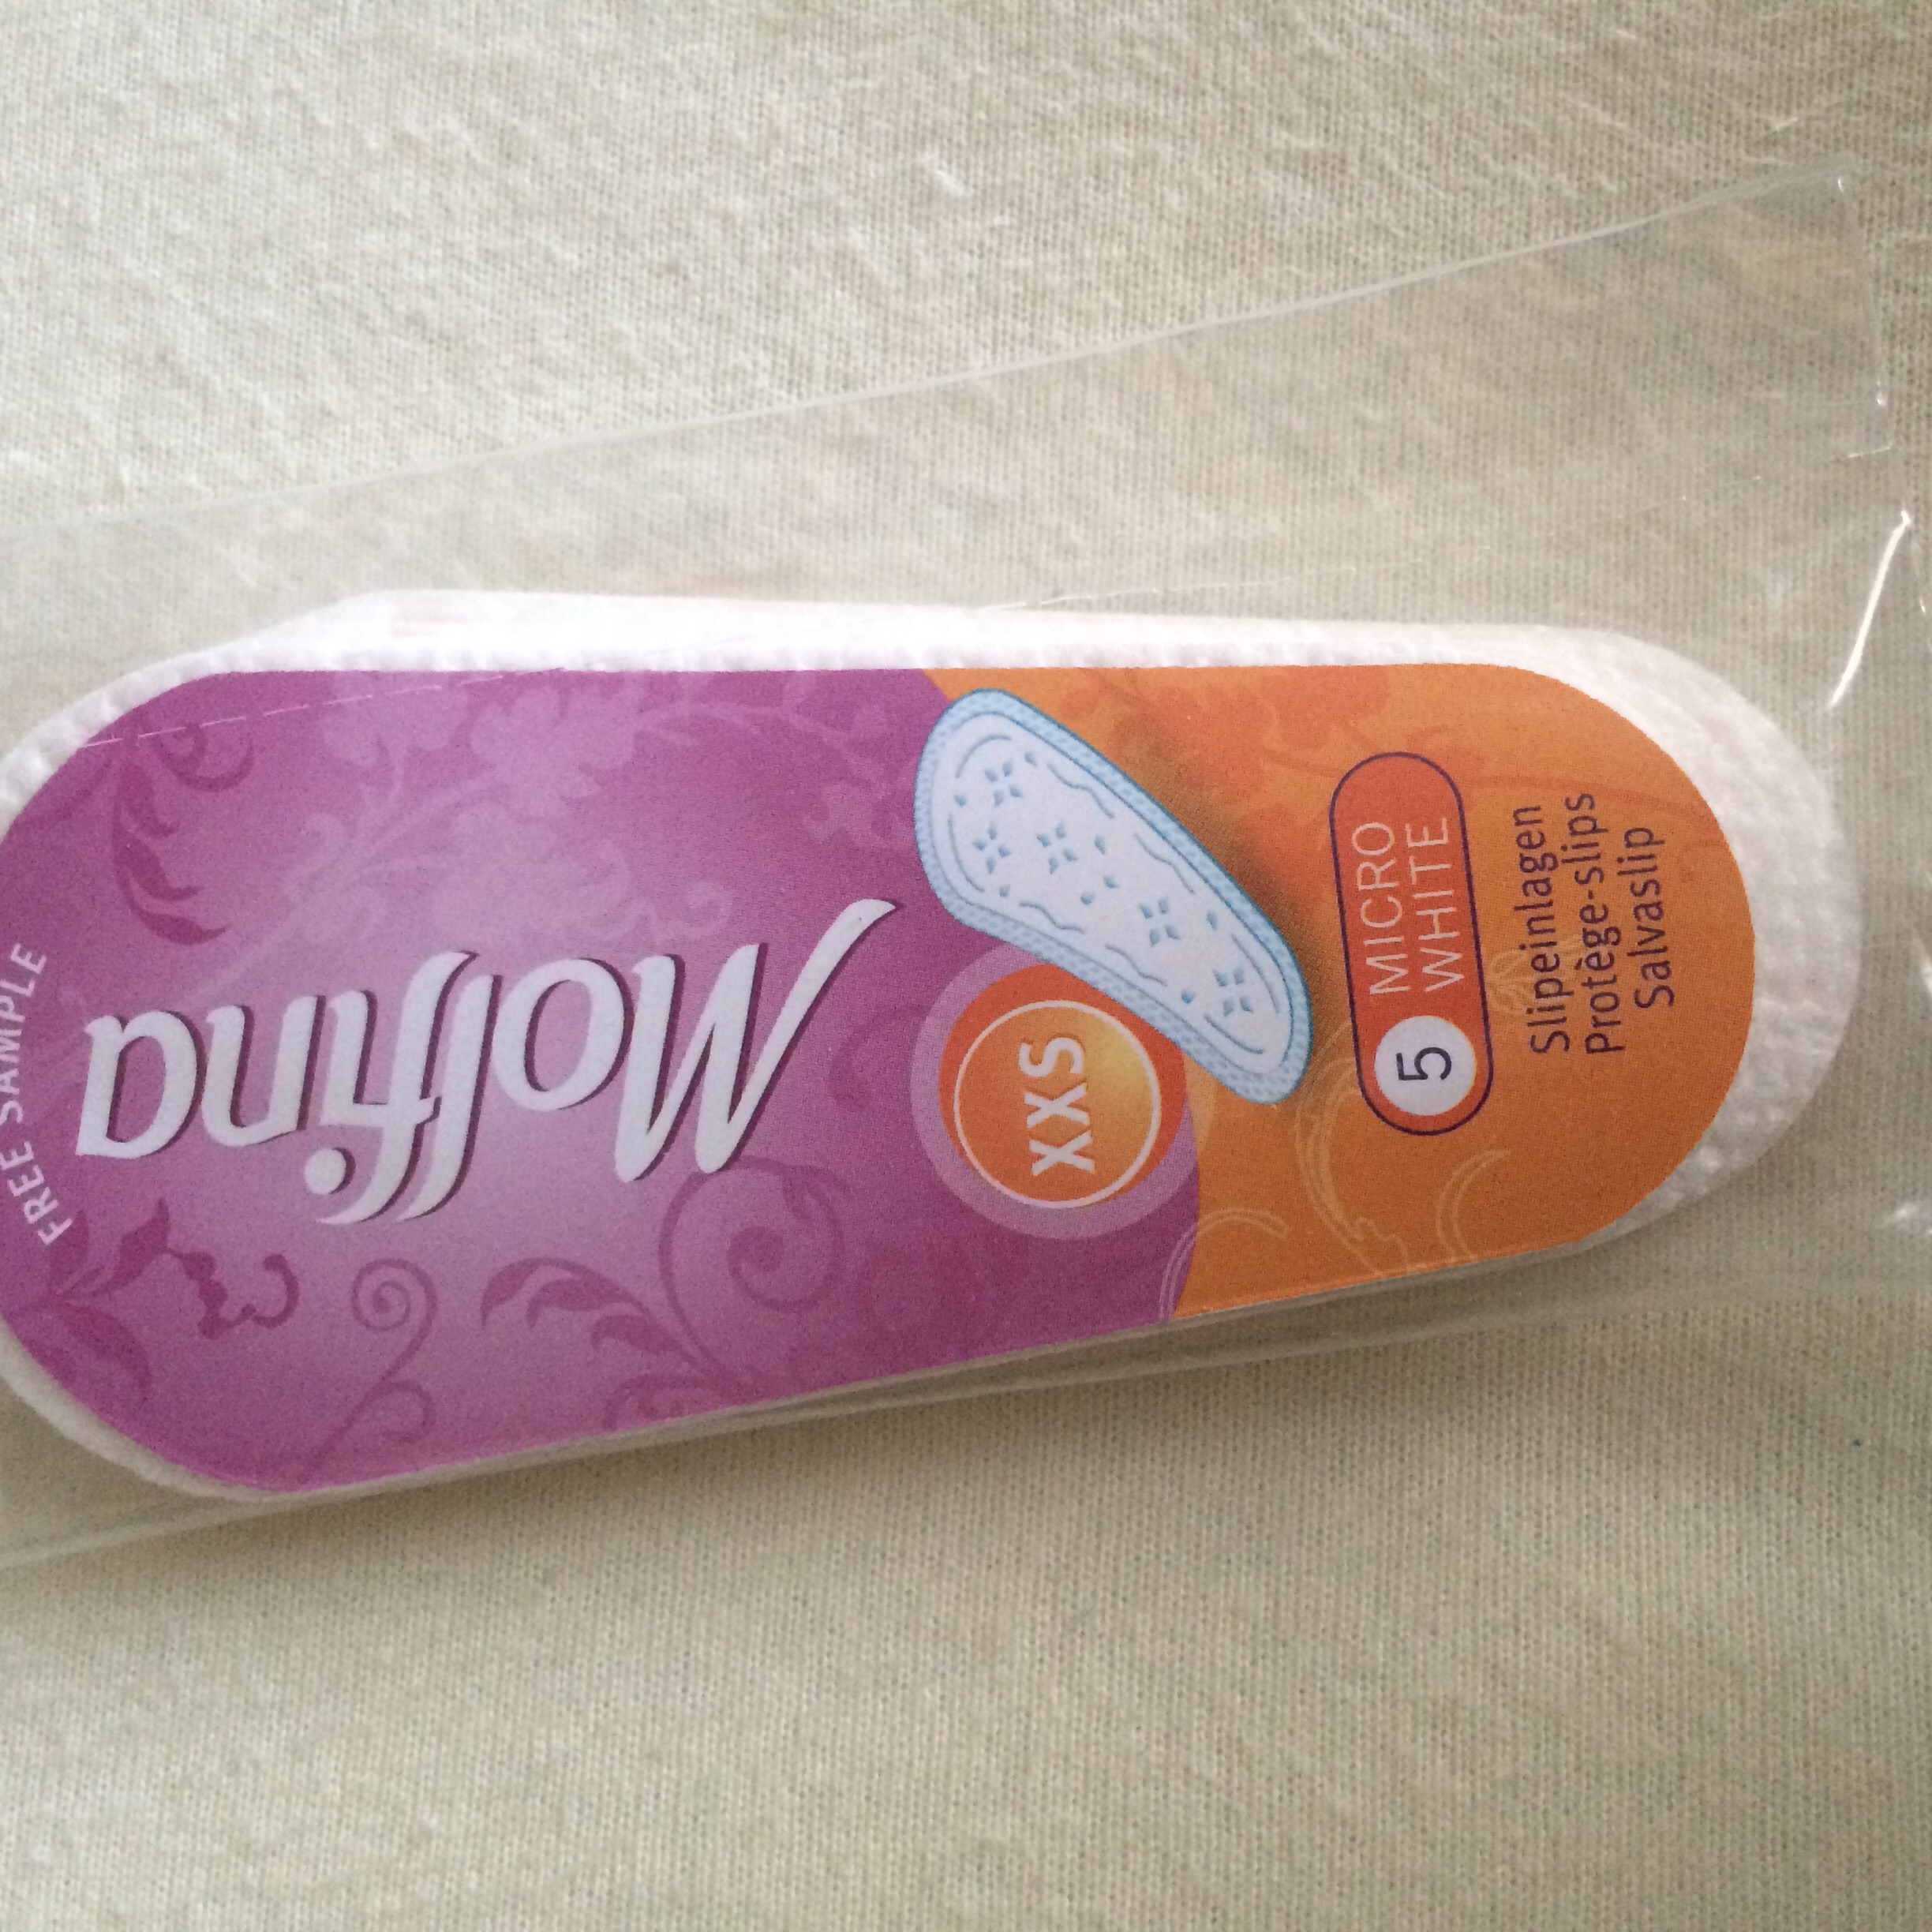 FREE SAMPLE
Molfina
XXS
5 MICRO
WHITE
Slipeinlagen
Protège-slips
Salvaslip